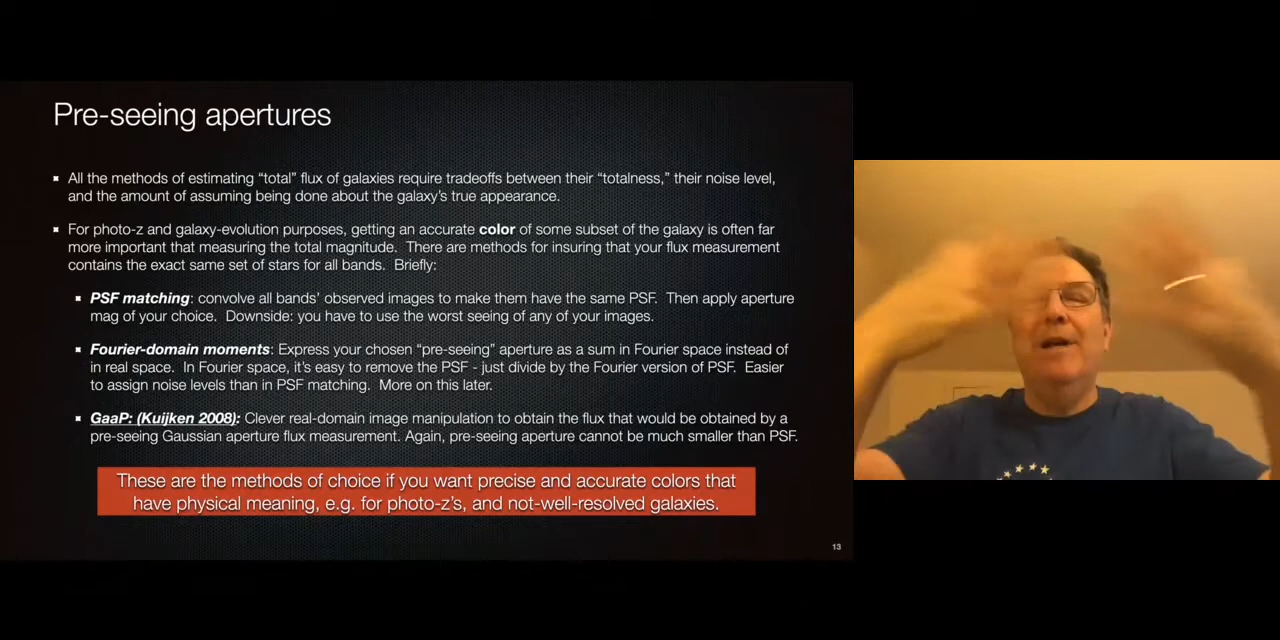 Pre-seeing apertures
All the methods of estimating “total” flux of galaxies require tradeoffs between their “totalness,” their noise level,
and the amount of assuming being done about the galaxy’s true appearance.
For photo-z and galaxy-evolution purposes, getting an accurate color of some subset of the galaxy is often far
more important that measuring the total magnitude. There are methods for insuring that your flux measurement
contains the exact same set of stars for all bands. Briefly:
PSF matching: convolve all bands’ observed images to make them have the same PSF. Then apply aperture
mag of your choice. Downside: you have to use the worst seeing of any of your images.
Fourier-domain moments: Express your chosen “pre-seeing” aperture as a sum in Fourier space instead of
in real space. In Fourier space, it’s easy to remove the PSF - just divide by the Fourier version of PSF. Easier
to assign noise levels than in PSF matching. More on this later.
GaaP: (Kuijken 2008): Clever real-domain image manipulation to obtain the flux that would be obtained by a
pre-seeing Gaussian aperture flux measurement. Again, pre-seeing aperture cannot be much smaller than PSF.
These are the methods of choice if you want precise and accurate colors that
have physical meaning, e.g. for photo-z’s, and not-well-resolved galaxies.
13